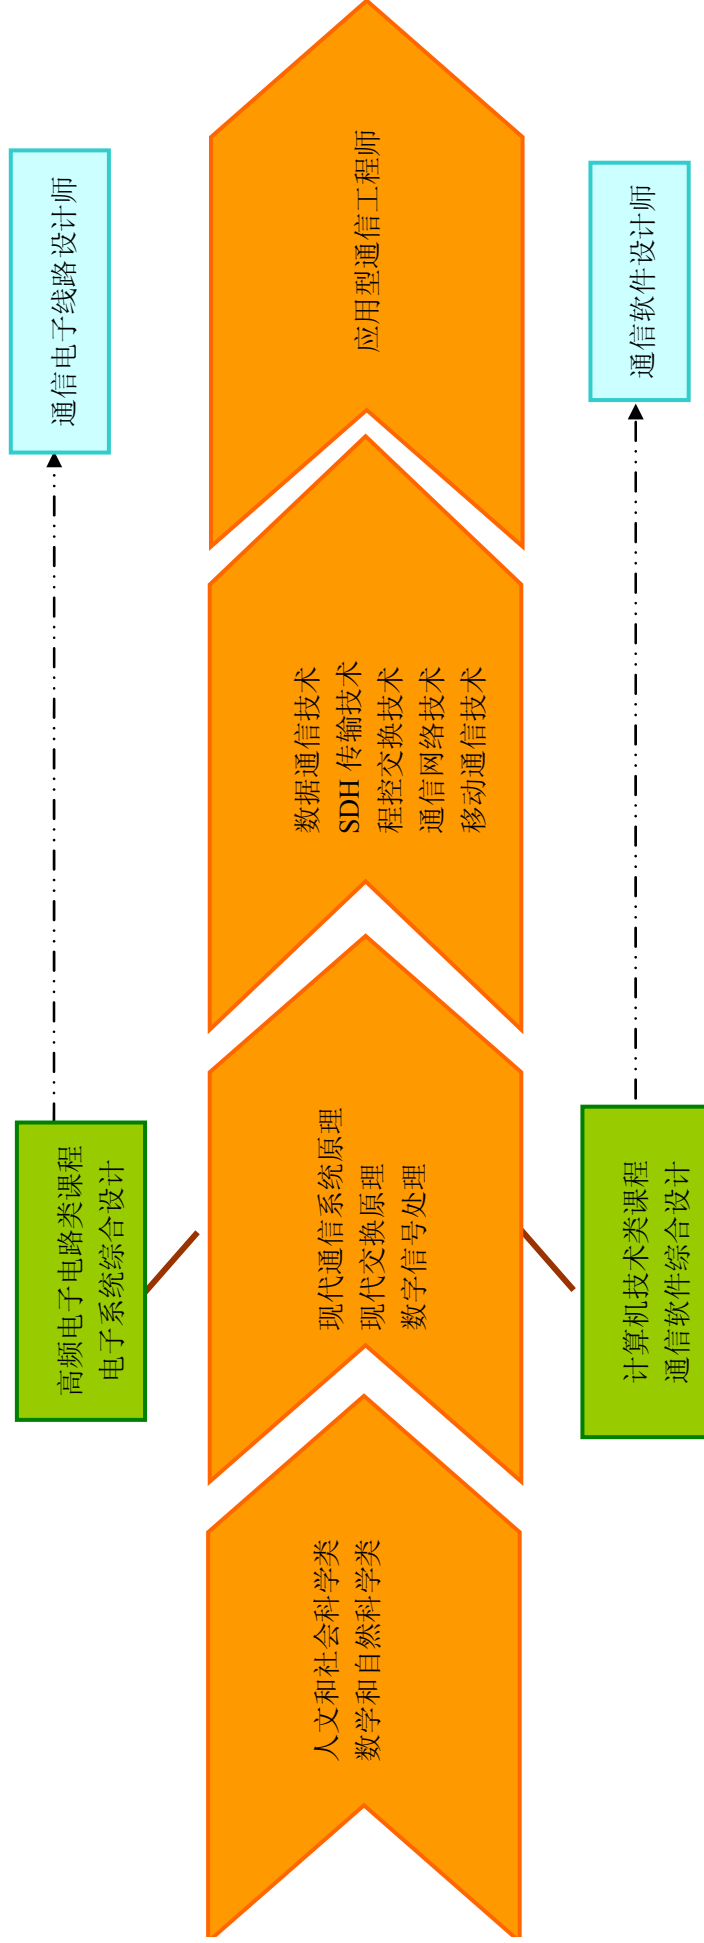 高频电子电路类课程
电子系统综合设计
通信电子线路设计师
人文和社会科学类
数学和自然科学类
现代通信系统原理
现代交换原理
数字信号处理
数据通信技术
SDH 传输技术
程控交换技术
通信网络技术
移动通信技术
应用型通信工程师
计算机技术类课程
通信软件综合设计
通信软件设计师